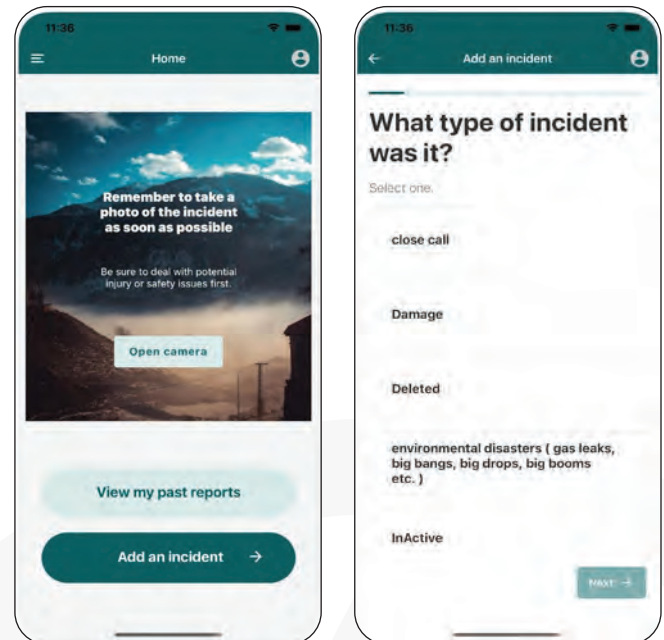 11:36
Home
Remember to take a
photo of the incident
as soon as possible
Be sure to deal with potential
injury or safety issues first.
Open camera
View my past reports
Add an incident →
11:36
← Add an incident
What type of incident
was it?
Select one.
close call
Damage
Deleted
environmental disasters ( gas leaks,
big bangs, big drops, big booms
etc. )
InActive
Next →